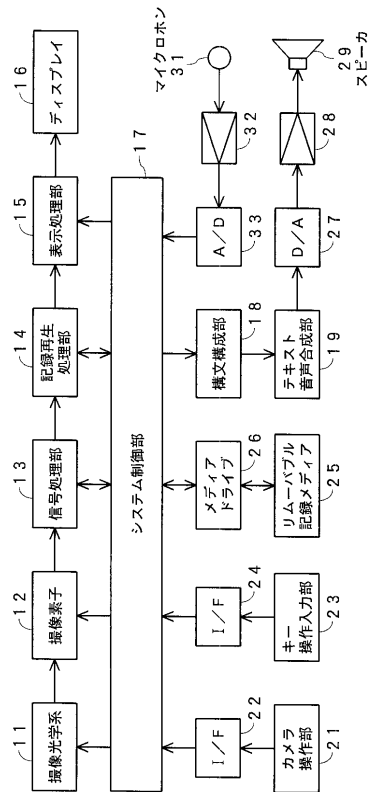 11
撮像光学系
12
撮像素子
13
信号処理部
14
記録再生
処理部
15
表示処理部
16
ディスプレイ
17
システム制御部
22
I/F
24
I/F
26
メディア
ドライブ
18
構文構成部
33
A/D
32
マイクロホン
31
21
カメラ
操作部
23
キー
操作入力部
25
リムーバブル
記録メディア
19
テキスト
音声合成部
27
D/A
28
29
スピーカ